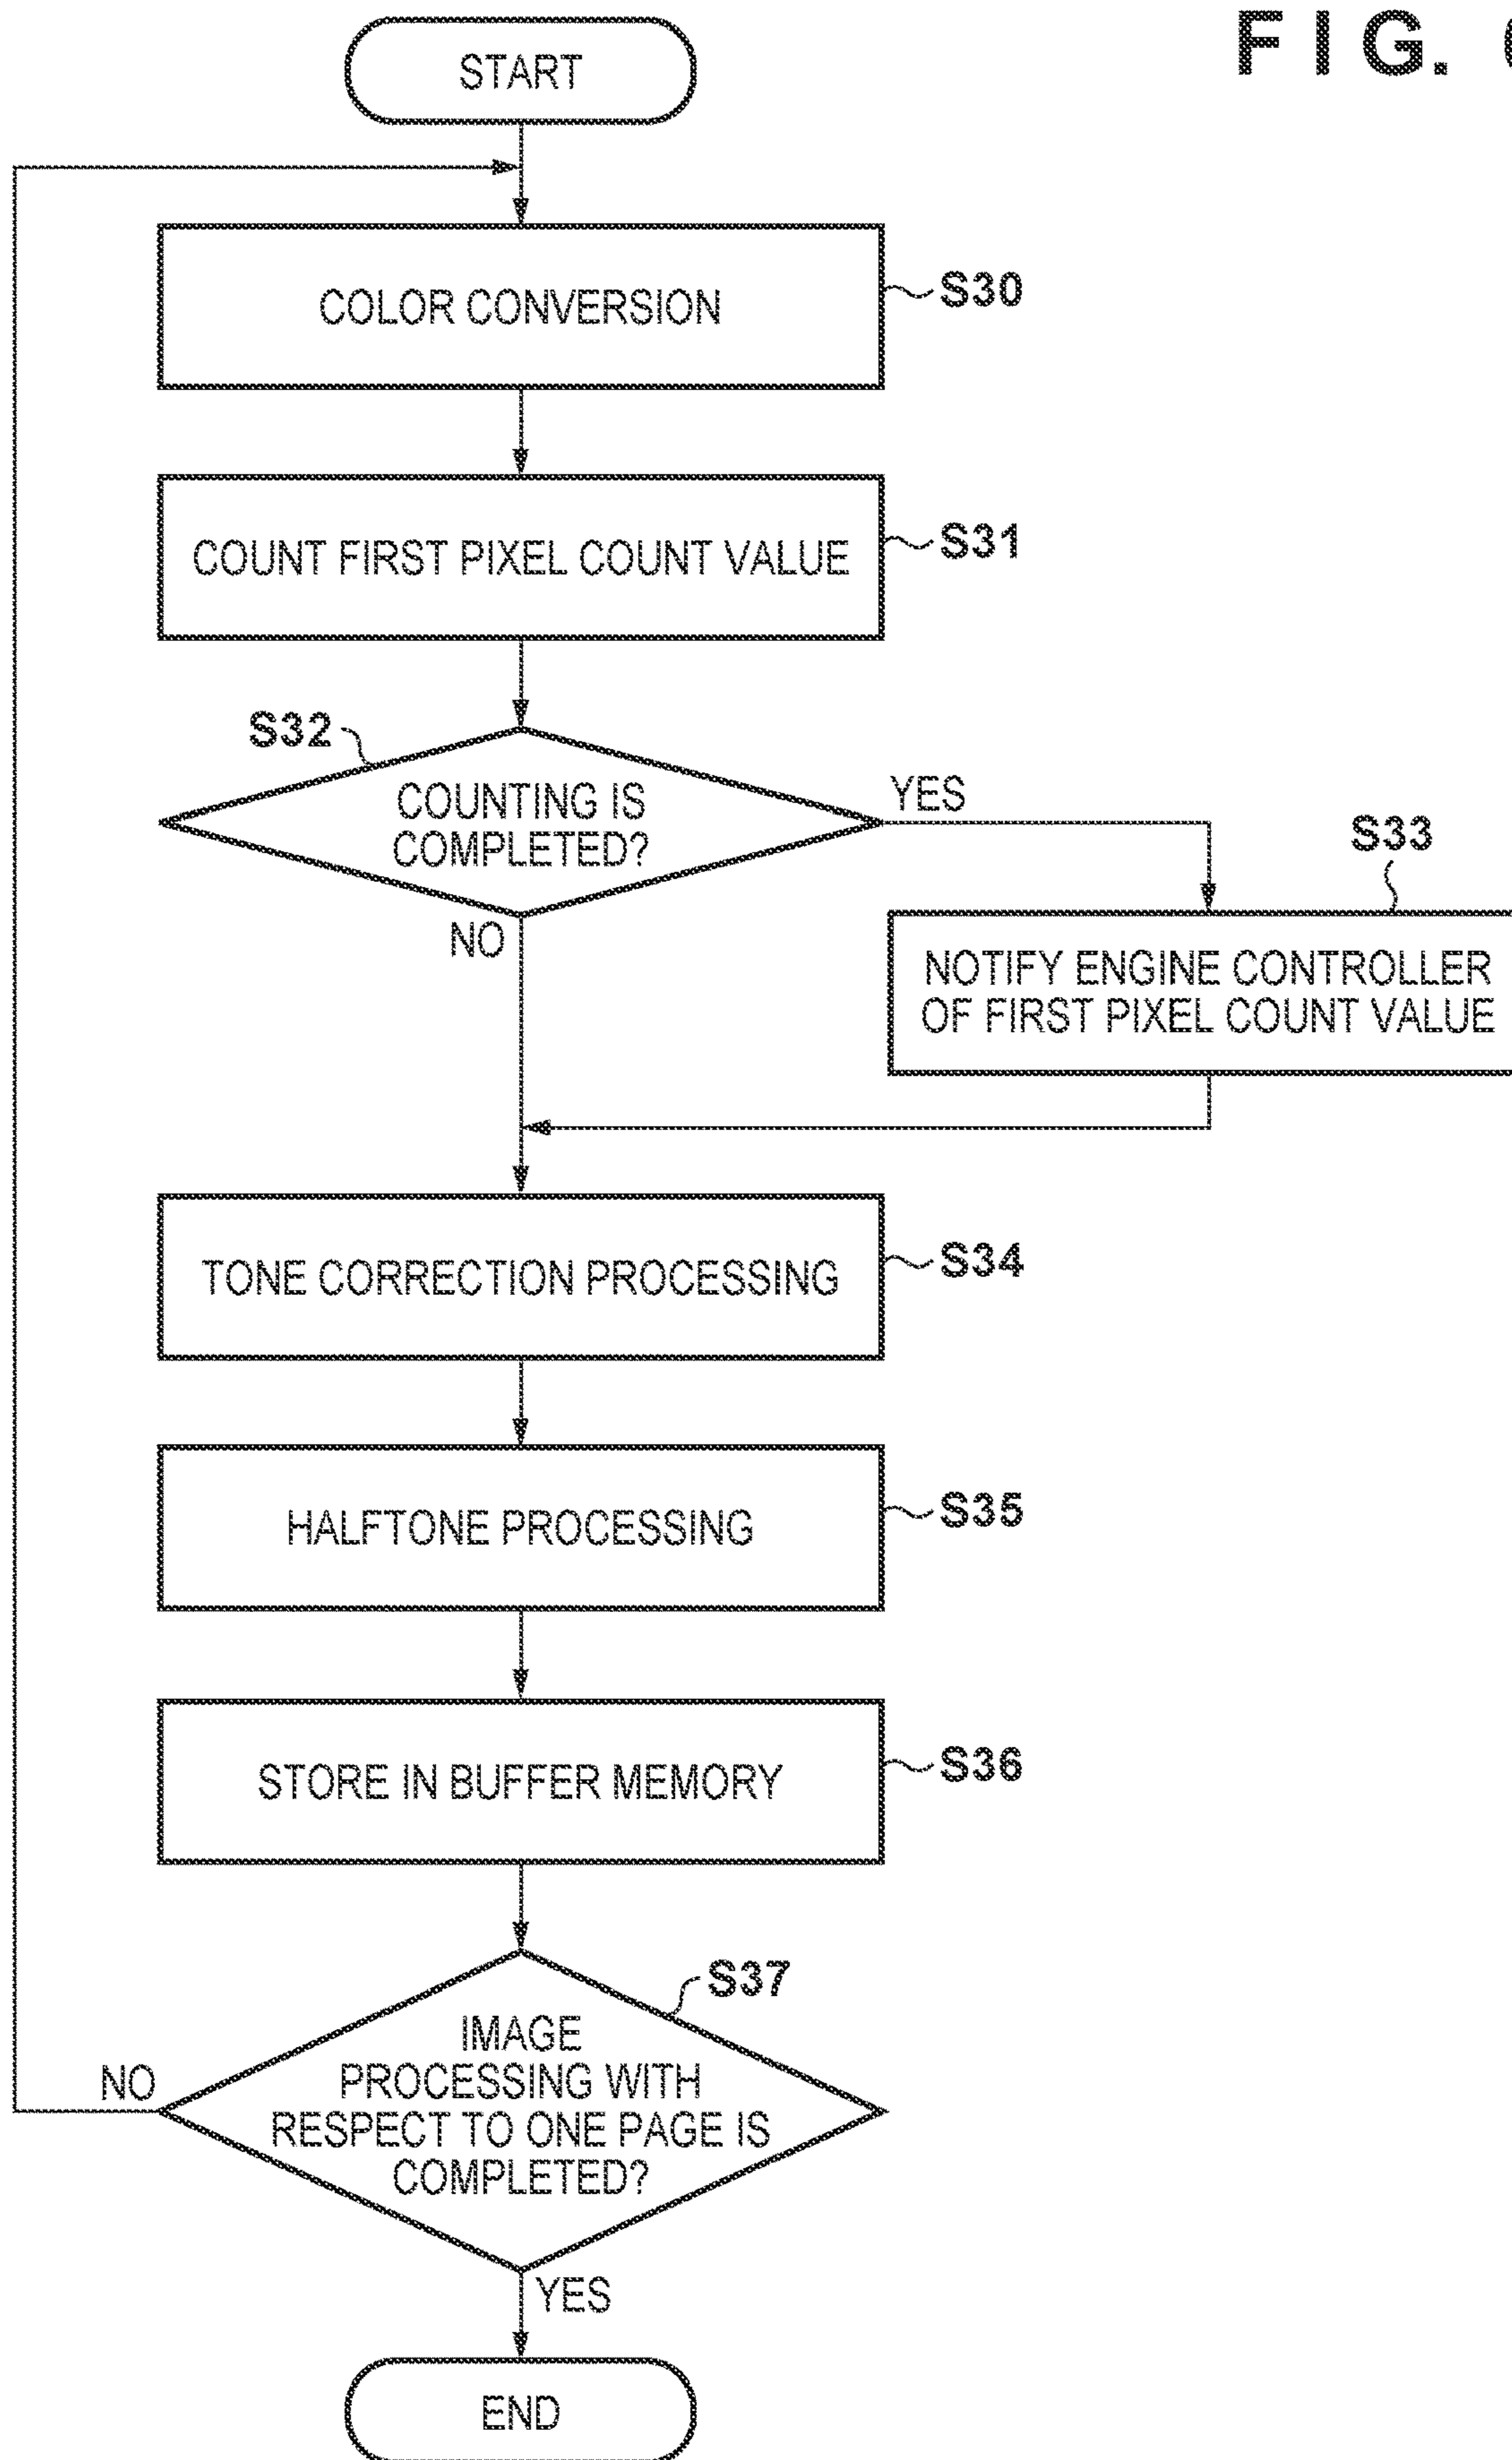 FIG.
START
COLOR CONVERSION
S30
COUNT FIRST PIXEL COUNT VALUE
S31
S32
COUNTING IS
COMPLETED?
YES
NO
S33
NOTIFY ENGINE CONTROLLER
OF FIRST PIXEL COUNT VALUE
TONE CORRECTION PROCESSING
S34
HALFTONE PROCESSING
S35
STORE IN BUFFER MEMORY
S36
S37
IMAGE
PROCESSING WITH
RESPECT TO ONE PAGE IS
COMPLETED?
NO
YES
END